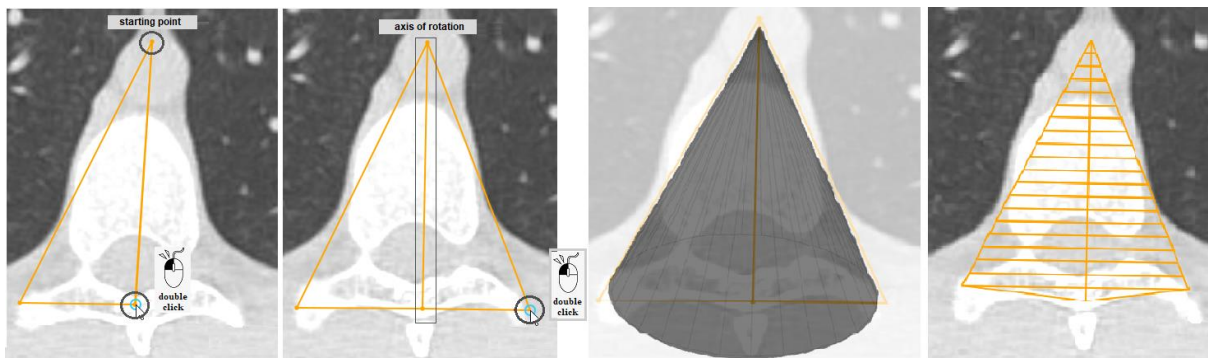 starting point
axis of rotation
double
click
double
click